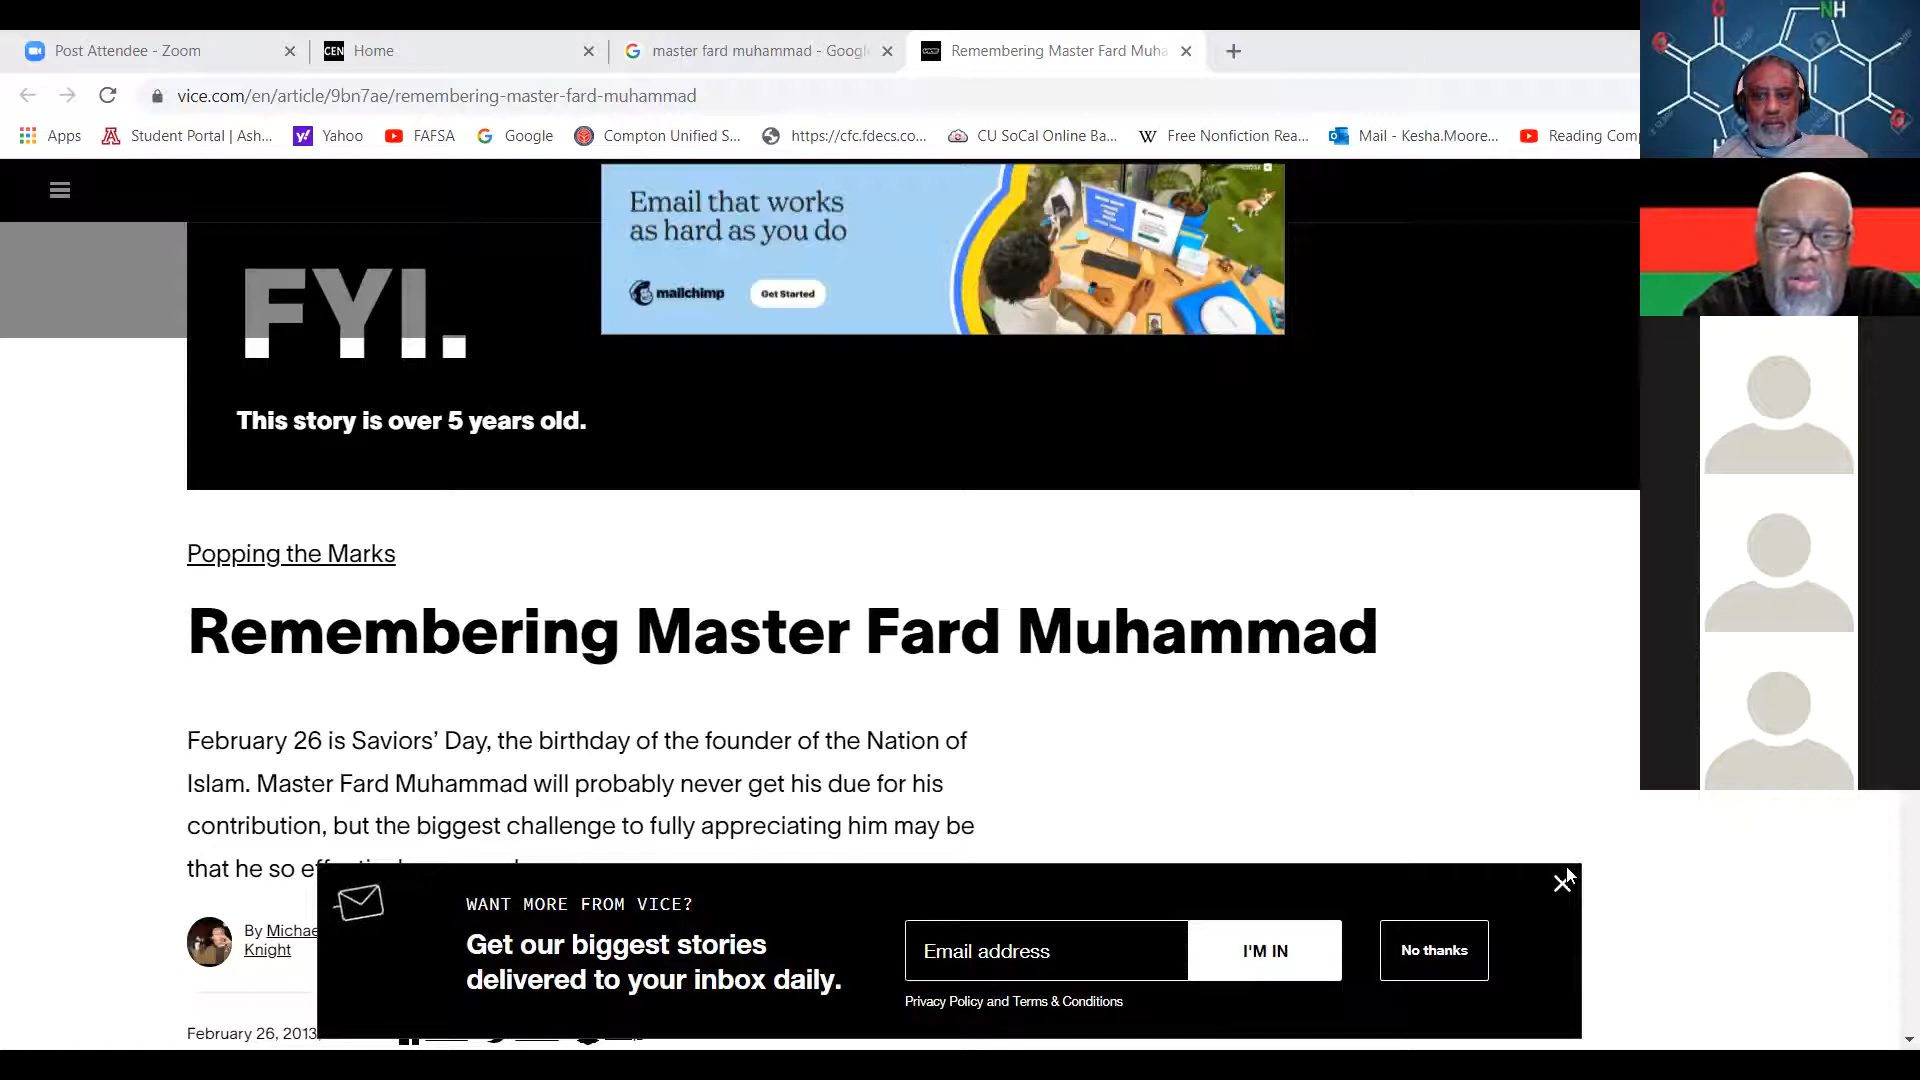 Post Attendee - Zoom
CEN Home
master fard muhammad - Googl
Remembering Master Fard Muha
vice.com/en/article/9bn7ae/remembering-master-fard-muhammad
Apps
Student Portal | Ash...
Yahoo
FAFSA
Google
Compton Unified S...
https://cfc.fdecs.co...
CU SoCal Online Ba...
Free Nonfiction Rea...
Mail - Kesha.Moore...
Reading Com
NH
Email that works
as hard as you do
mailchimp
Get Started
FYI.
This story is over 5 years old.
Popping the Marks
Remembering Master Fard Muhammad
February 26 is Saviors’ Day, the birthday of the founder of the Nation of
Islam. Master Fard Muhammad will probably never get his due for his
contribution, but the biggest challenge to fully appreciating him may be
that he so
By Michae
Knight
February 26, 2013,
WANT MORE FROM VICE?
Get our biggest stories
delivered to your inbox daily.
Email address
I'M IN
No thanks
Privacy Policy and Terms & Conditions